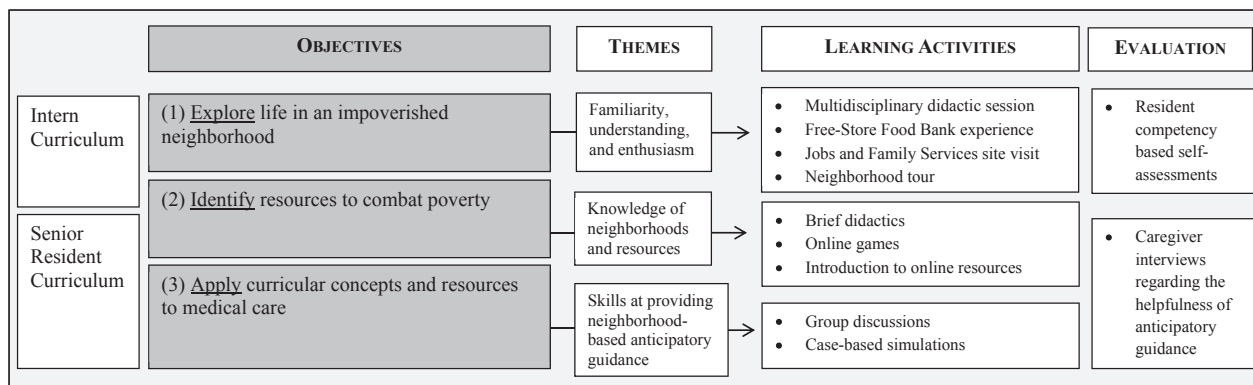 OBJECTIVES
THEMES
LEARNING ACTIVITIES
EVALUATION
Intern
Curriculum
Senior
Resident
Curriculum
(1) Explore life in an impoverished
neighborhood
(2) Identify resources to combat poverty
(3) Apply curricular concepts and resources
to medical care
Familiarity,
understanding,
and enthusiasm
Knowledge of
neighborhoods
and resources
Skills at providing
neighborhood-
based anticipatory
guidance
• Multidisciplinary didactic session
• Free-Store Food Bank experience
• Jobs and Family Services site visit
• Neighborhood tour
• Brief didactics
• Online games
• Introduction to online resources
• Group discussions
• Case-based simulations
• Resident
competency
based self-
assessments
• Caregiver
interviews
regarding the
helpfulness of
anticipatory
guidance